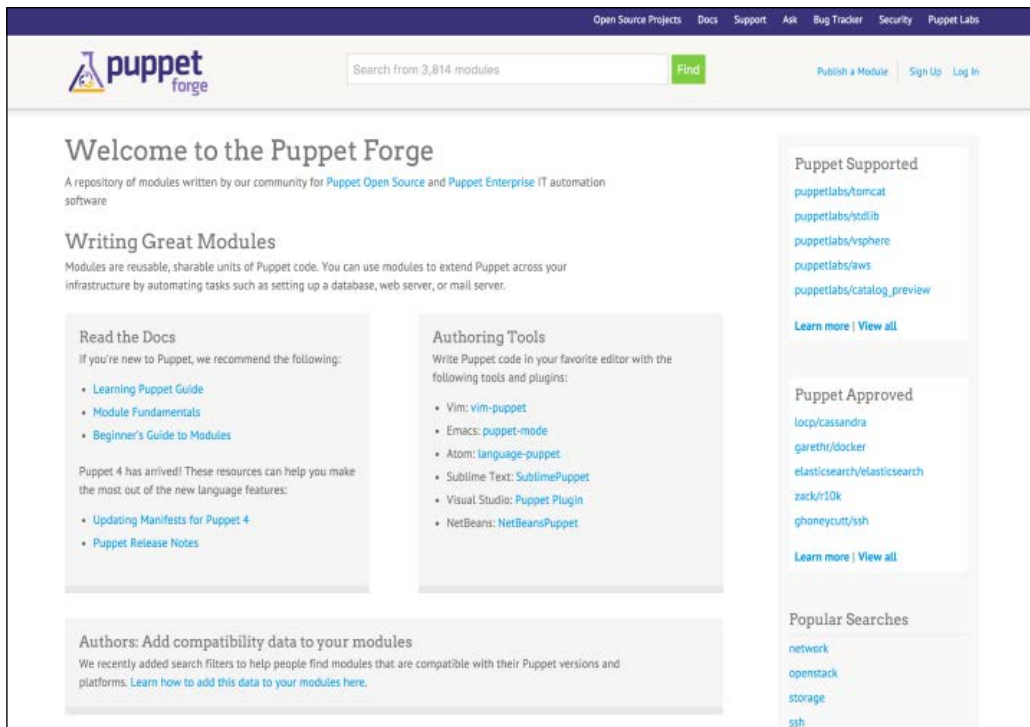 Open Source Projects Docs Support Ask Bug Tracker Security Puppet Labs
puppet
forge
Search from 3,814 modules
Find
Publish a Module Sign Up Log In
Welcome to the Puppet Forge
A repository of modules written by our community for Puppet Open Source and Puppet Enterprise IT automation
software
Writing Great Modules
Modules are reusable, sharable units of Puppet code. You can use modules to extend Puppet across your
infrastructure by automating tasks such as setting up a database, web server, or mail server.
Read the Docs
If you're new to Puppet, we recommend the following:
• Learning Puppet Guide
• Module Fundamentals
• Beginner's Guide to Modules
Puppet 4 has arrived! These resources can help you make
the most out of the new language features:
• Updating Manifests for Puppet 4
• Puppet Release Notes
Authoring Tools
Write Puppet code in your favorite editor with the
following tools and plugins:
• Vim: vim-puppet
• Emacs: puppet-mode
• Atom: language-puppet
• Sublime Text: SublimePuppet
• Visual Studio: Puppet Plugin
• NetBeans: NetBeansPuppet
Authors: Add compatibility data to your modules
We recently added search filters to help people find modules that are compatible with their Puppet versions and
platforms. Learn how to add this data to your modules here.
Puppet Supported
puppetlabs/tomcat
puppetlabs/stdlib
puppetlabs/vsphere
puppetlabs/aws
puppetlabs/catalog_preview
Learn more | View all
Puppet Approved
locp/cassandra
garethr/docker
elasticsearch/elasticsearch
zack/r10k
ghoneycutt/ssh
Learn more | View all
Popular Searches
network
openstack
storage
ssh